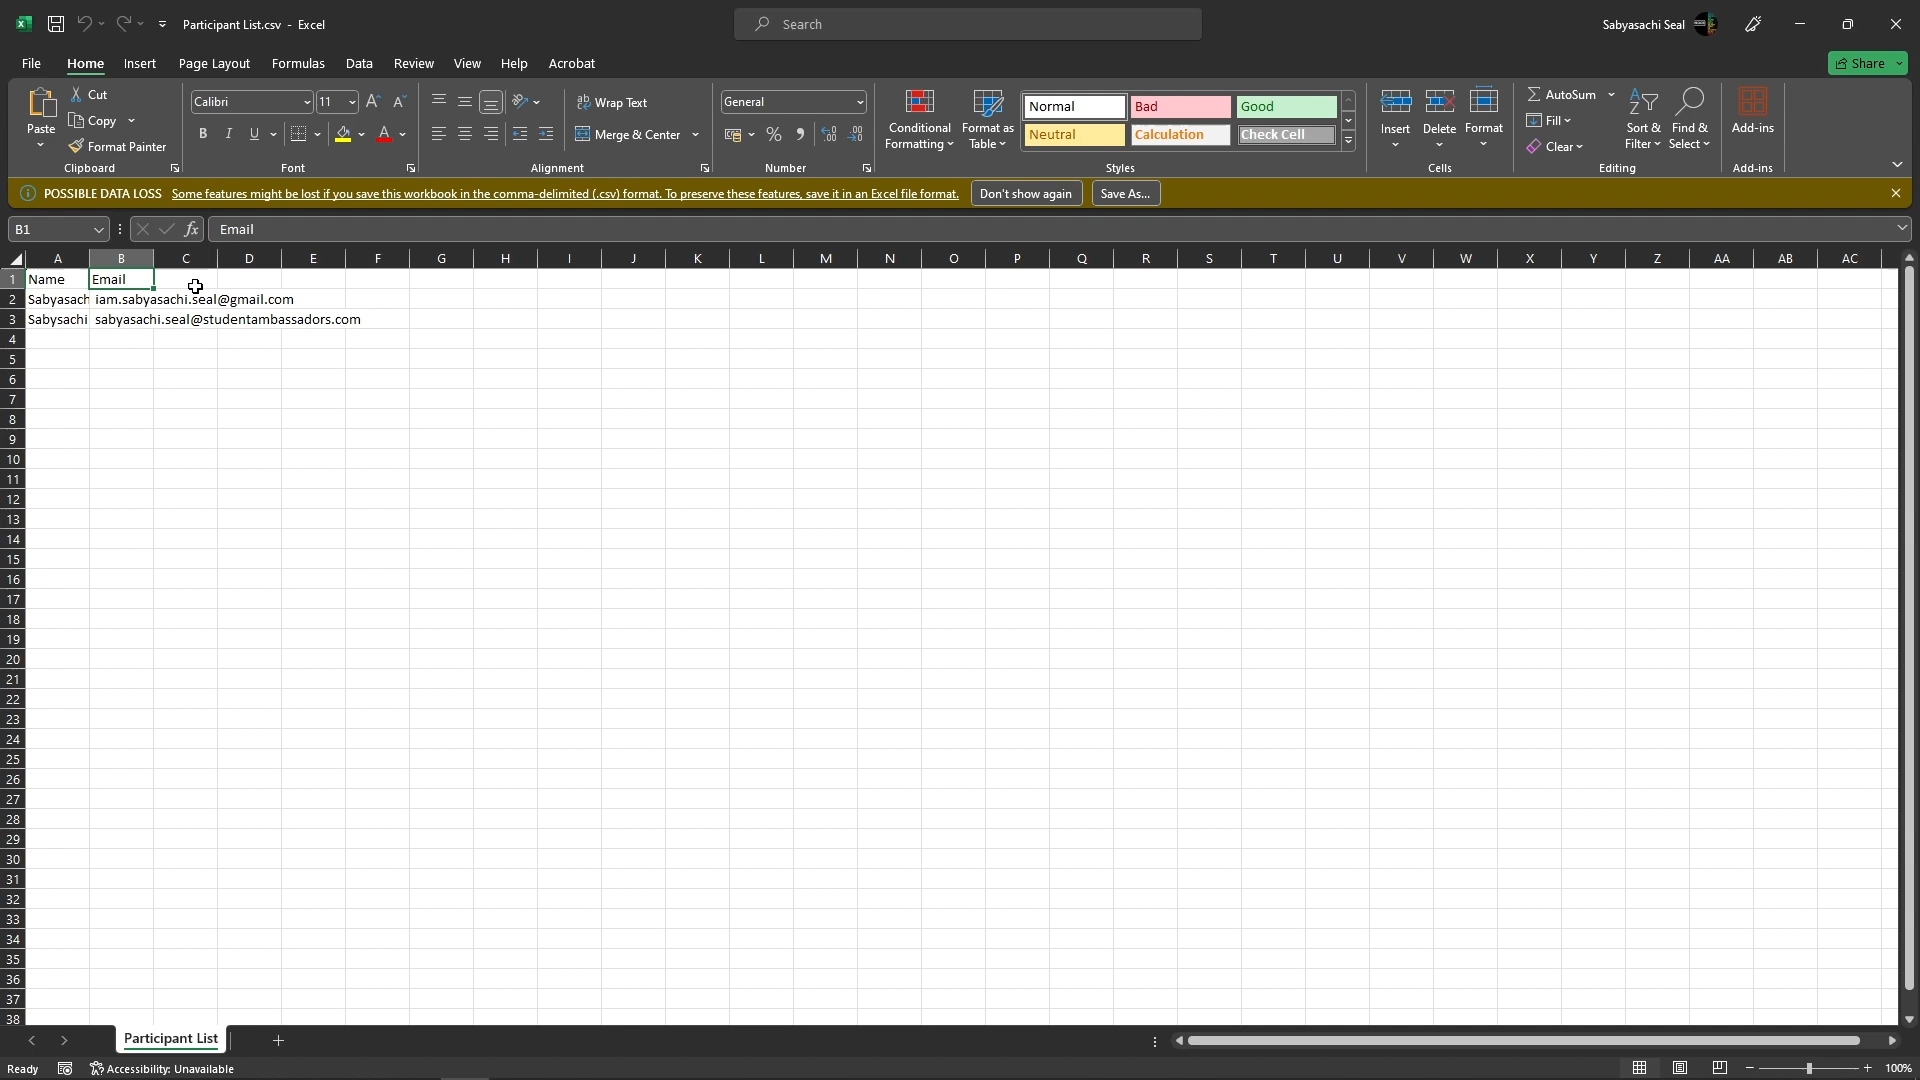 Participant List.csv - Excel
Search
Sabyasachi Seal
File Home Insert Page Layout Formulas Data Review View Help Acrobat
Share
Paste
Cut
Copy
Format Painter
Clipboard
Calibri 11
B I U
Font
Wrap Text
Merge & Center
Alignment
General
Number
Conditional Formatting
Format as Table
Normal Bad Good
Neutral Calculation Check Cell
Styles
Insert Delete Format
Cells
AutoSum
Fill
Clear
Sort & Filter
Find & Select
Editing
Add-ins
Add-ins
POSSIBLE DATA LOSS Some features might be lost if you save this workbook in the comma-delimited (.csv) format. To preserve these features, save it in an Excel file format. Don't show again Save As...
B1 fx Email
A B C D E F G H I J K L M N O P Q R S T U V W X Y Z AA AB AC
1 Name Email
2 Sabyasach iam.sabyasachi.seal@gmail.com
3 Sabysachi sabyasachi.seal@studentambassadors.com
4
5
6
7
8
9
10
11
12
13
14
15
16
17
18
19
20
21
22
23
24
25
26
27
28
29
30
31
32
33
34
35
36
37
38
Participant List
Ready Accessibility: Unavailable 100%